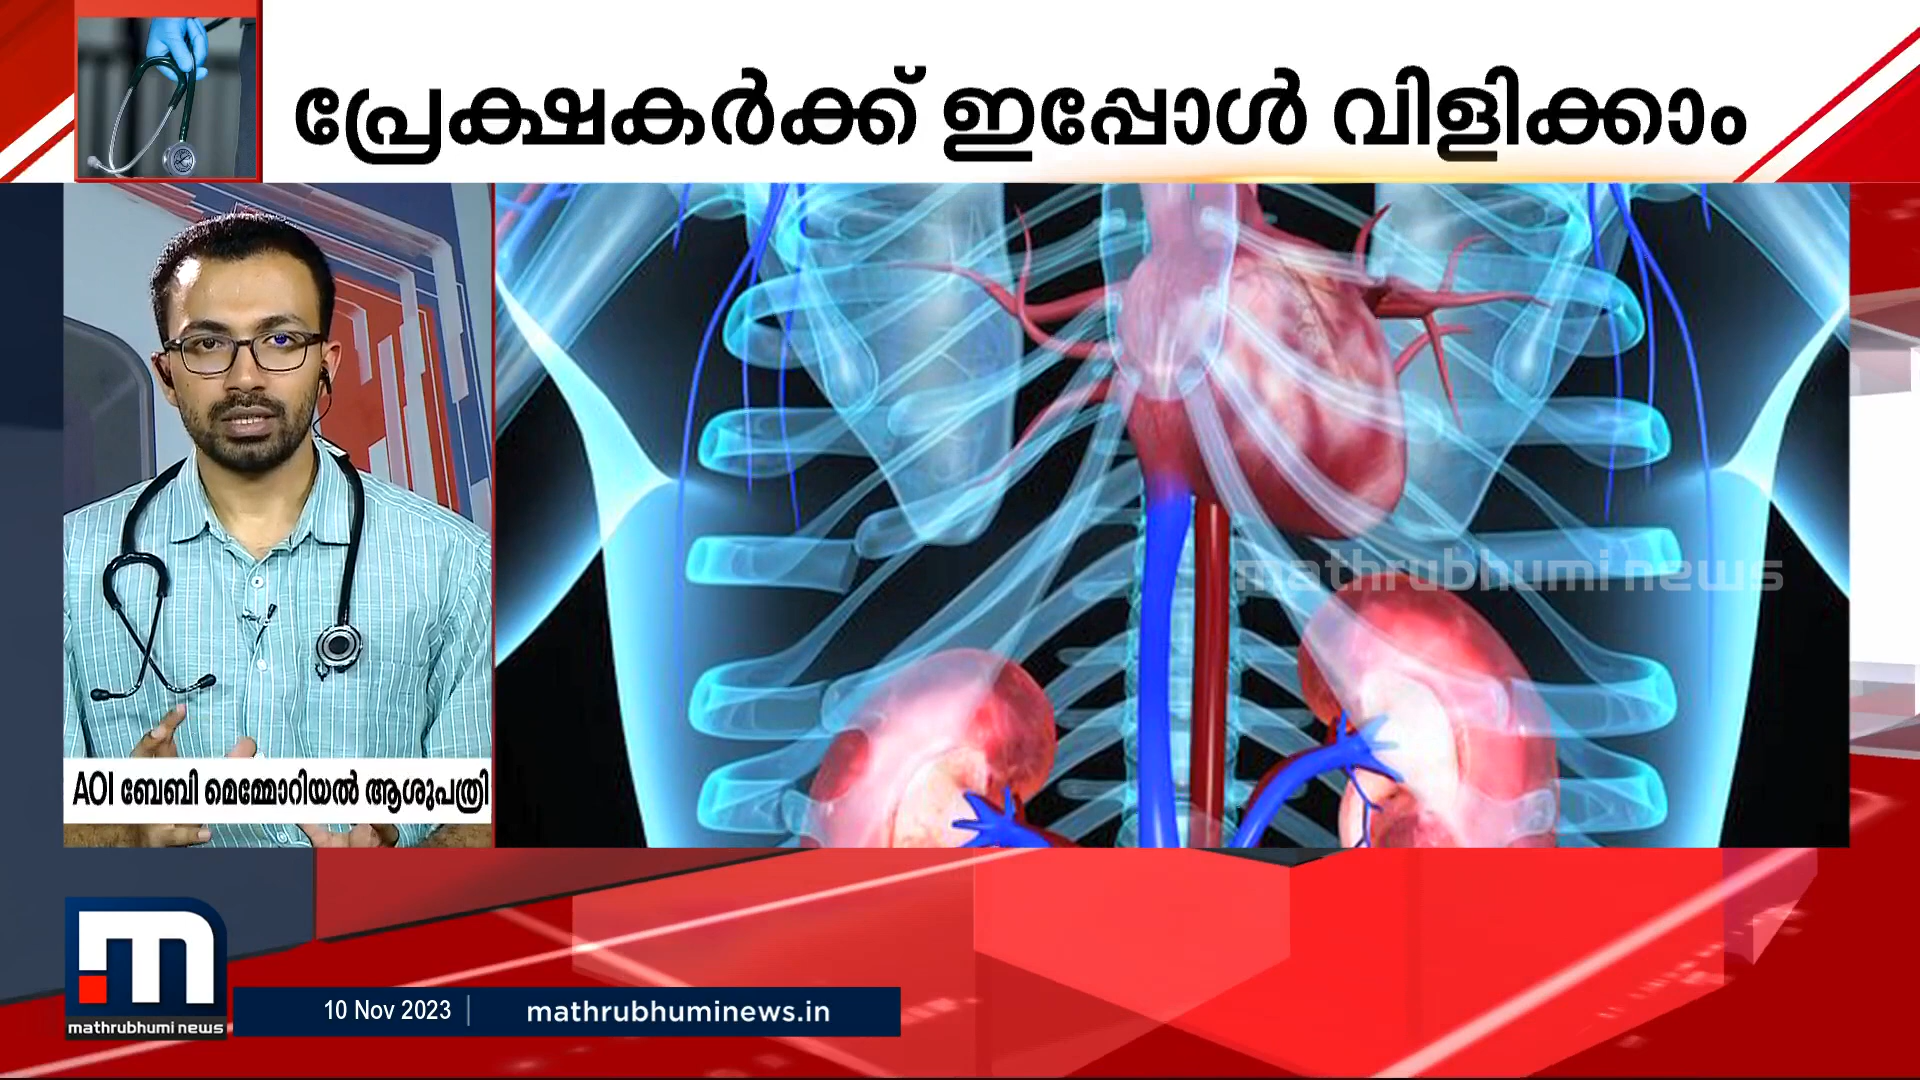 പ്രേക്ഷകർക്ക് ഇപ്പോൾ വിളിക്കാം
mathrubhumi news
AOI ബേബി മെമ്മോറിയൽ ആശുപത്രി
mathrubhumi news
10 Nov 2023
mathrubhuminews.in